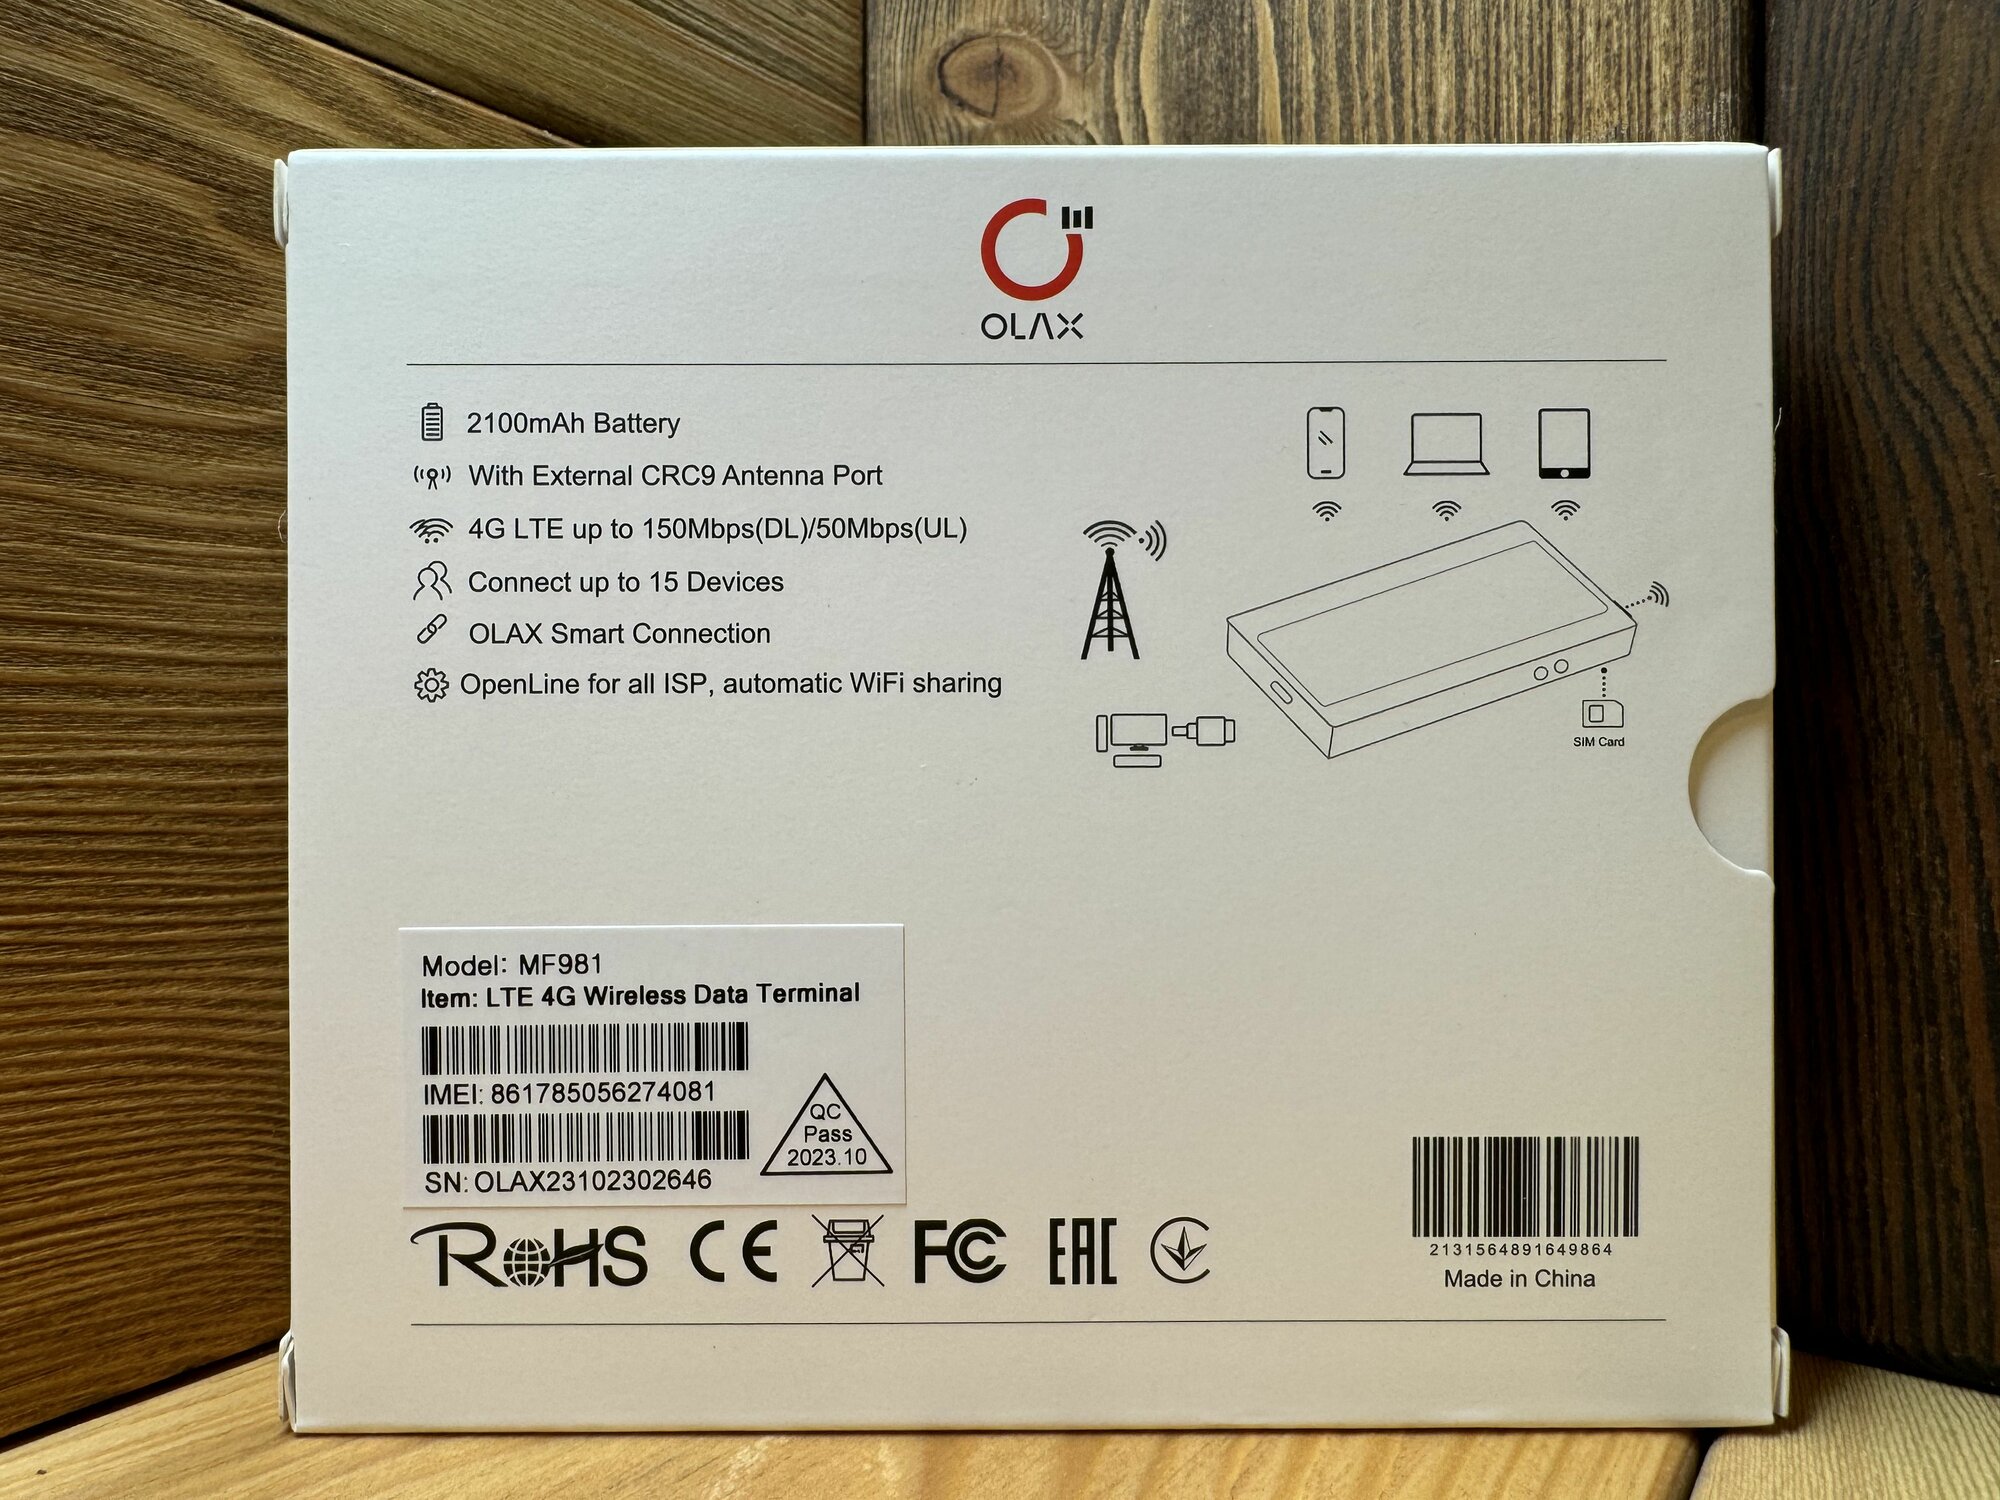 OLAX
2100mAh Battery
With External CRC9 Antenna Port
4G LTE up to 150Mbps(DL)/50Mbps(UL)
Connect up to 15 Devices
OLAX Smart Connection
OpenLine for all ISP, automatic WiFi sharing
SIM Card
Model: MF981
Item: LTE 4G Wireless Data Terminal
IMEI: 861785056274081
SN: OLAX23102302646
QC
Pass
2023.10
RoHS CE FC EAC
2131564891649864
Made in China